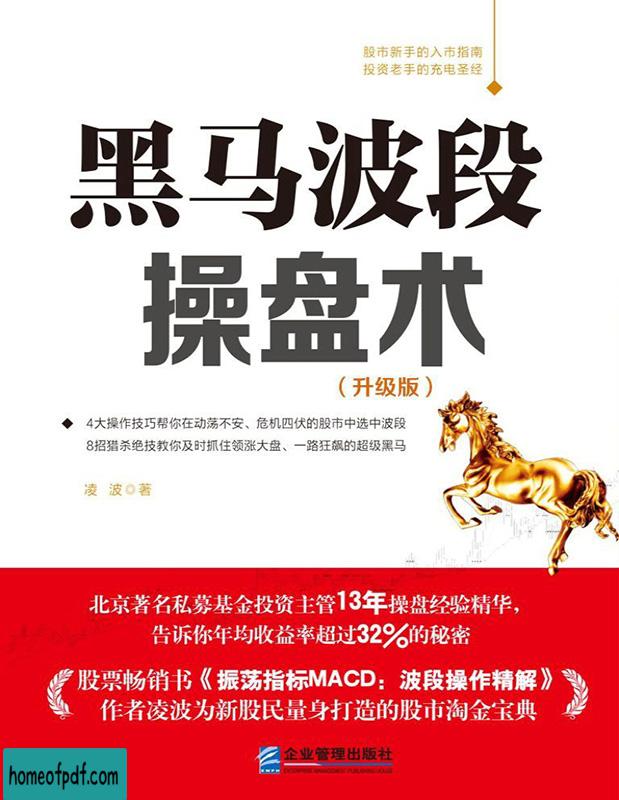 股市新手的入市指南
投资老手的充电圣经
黑马波段
操盘术
（升级版）
4大操作技巧帮你在动荡不安、危机四伏的股市中选中波段
8招猎杀绝技教你及时抓住领涨大盘、一路狂飙的超级黑马
凌 波◎著
北京著名私募基金投资主管13年操盘经验精华，
告诉你年均收益率超过32%的秘密
股票畅销书《振荡指标MACD：波段操作精解》
作者凌波为新股民量身打造的股市淘金宝典
企业管理出版社
ENTERPRISE MANAGEMENT PUBLISHING HOUSE
EMPH
homeofpdf.com